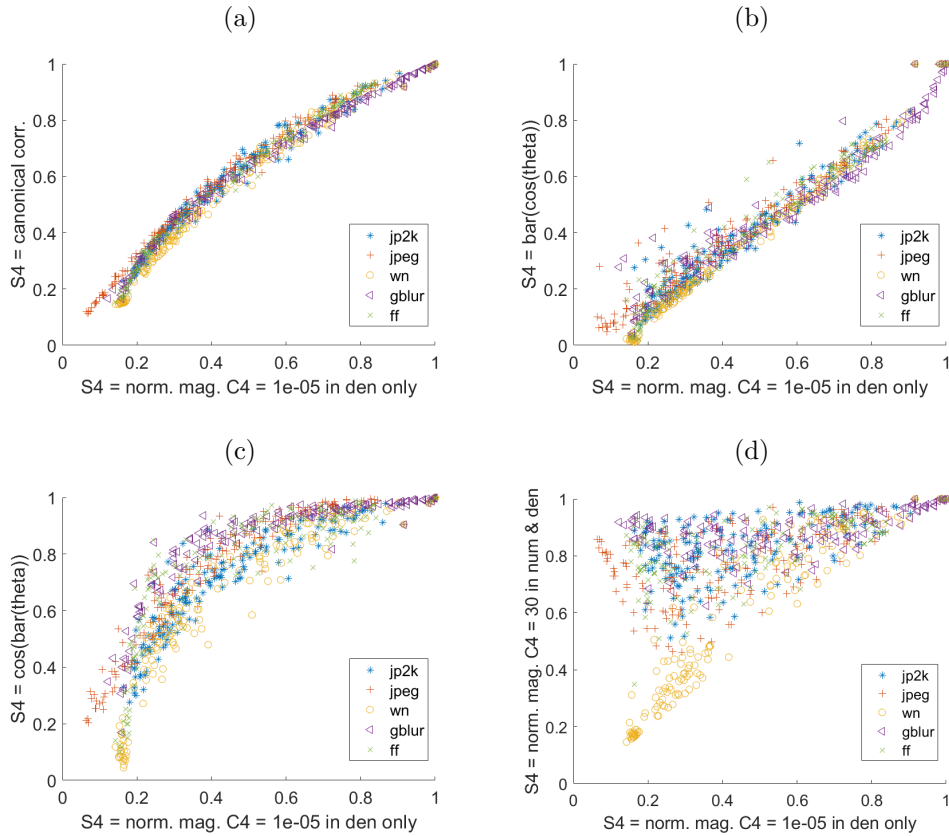 (a)
S4 = canonical corr.
1
0.8
0.6
0.4
0.2
0
0
0.2
0.4
0.6
0.8
1
jp2k
jpeg
wn
gblur
ff
S4 = norm. mag. C4 = 1e-05 in den only
(b)
S4 = bar(cos(theta))
1
0.8
0.6
0.4
0.2
0
0
0.2
0.4
0.6
0.8
1
jp2k
jpeg
wn
gblur
ff
S4 = norm. mag. C4 = 1e-05 in den only
(c)
S4 = cos(bar(theta))
1
0.8
0.6
0.4
0.2
0
0
0.2
0.4
0.6
0.8
1
jp2k
jpeg
wn
gblur
ff
S4 = norm. mag. C4 = 1e-05 in den only
(d)
S4 = norm. mag. C4 = 30 in num & den
1
0.8
0.6
0.4
0.2
0
0
0.2
0.4
0.6
0.8
1
jp2k
jpeg
wn
gblur
ff
S4 = norm. mag. C4 = 1e-05 in den only